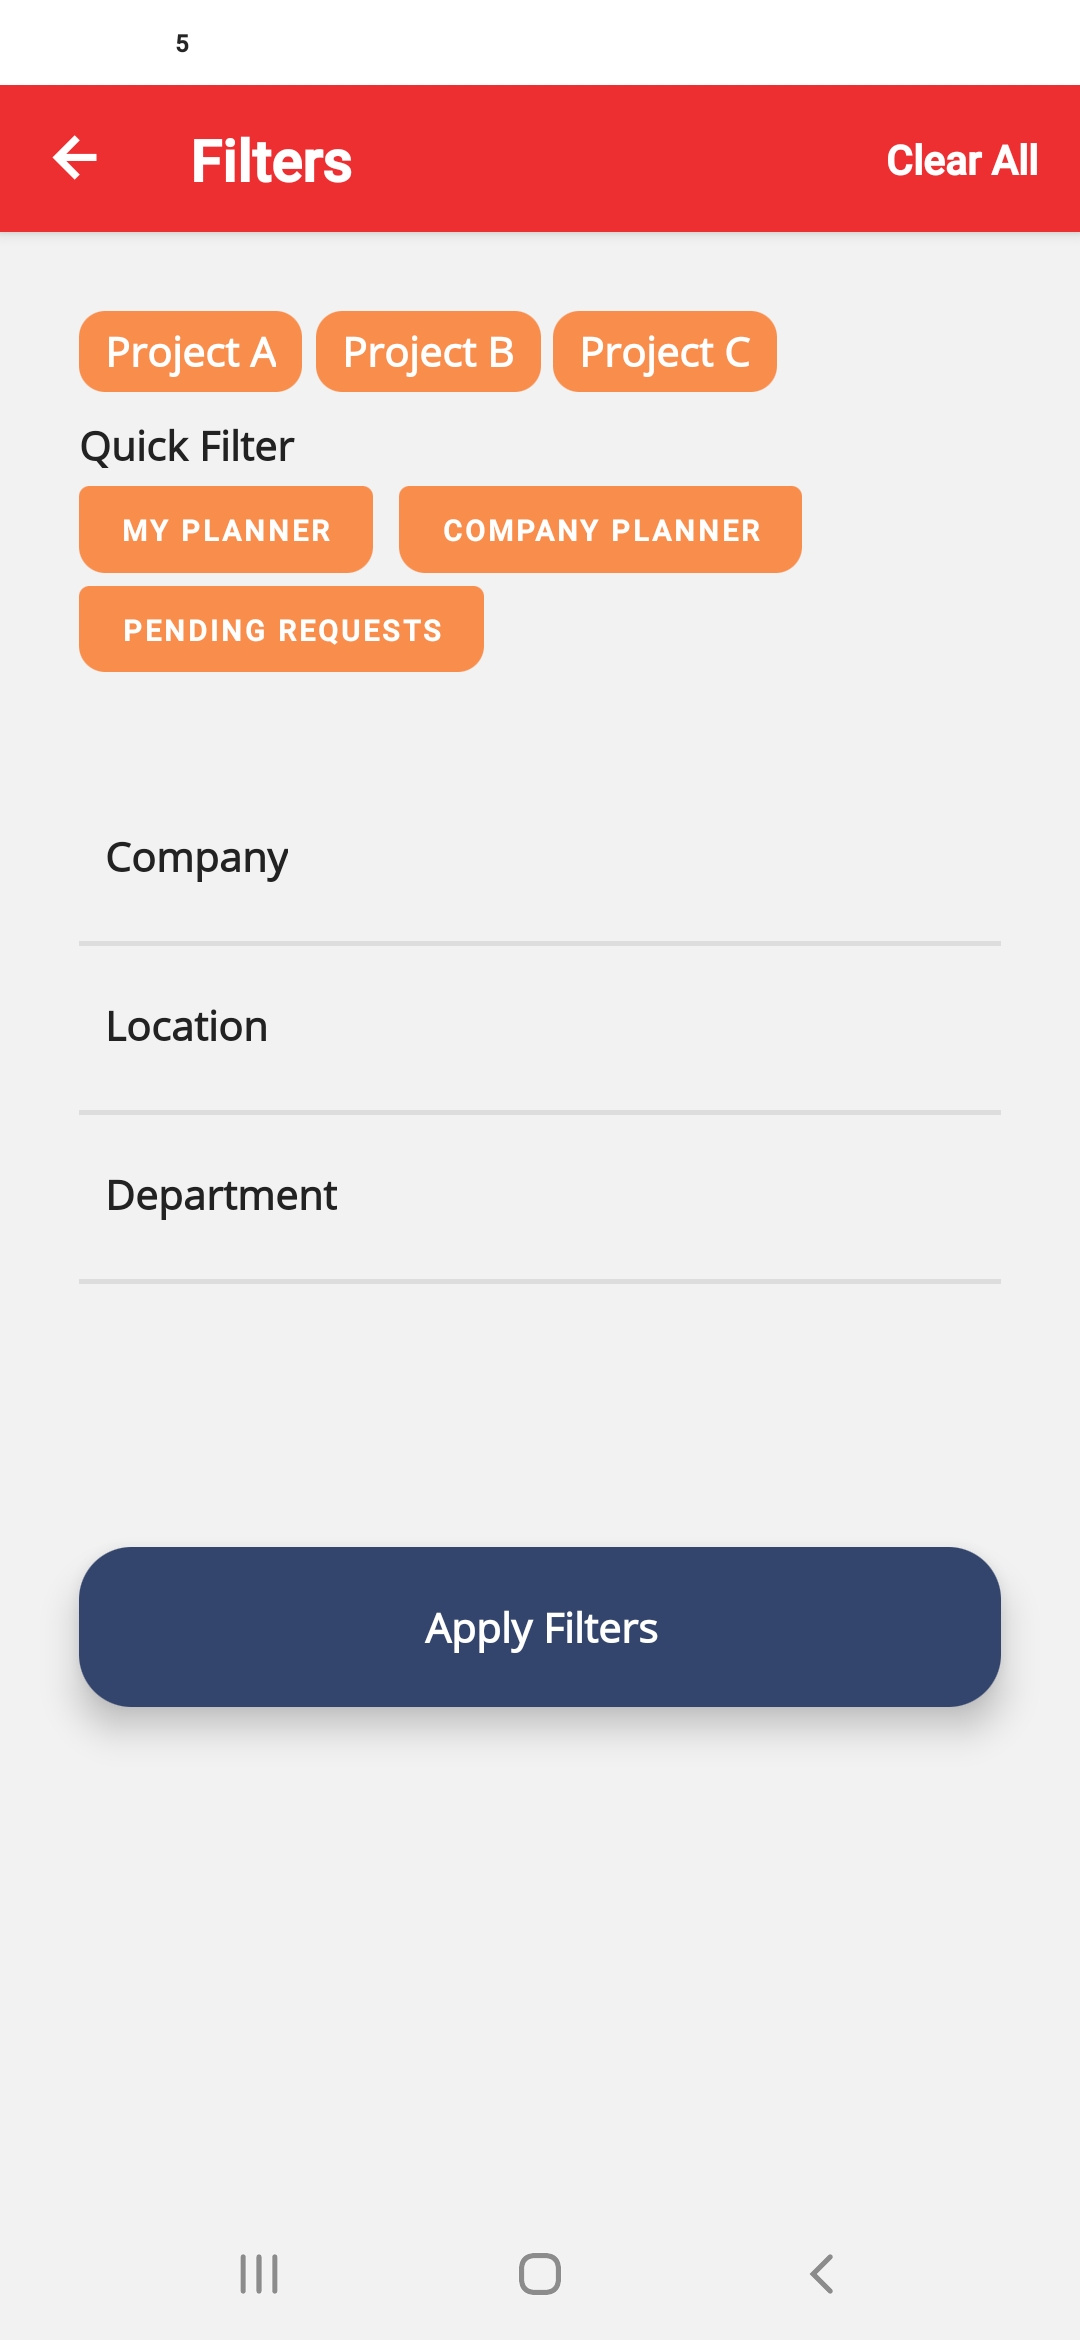 5
Filters Clear All
Project A Project B Project C
Quick Filter
MY PLANNER COMPANY PLANNER
PENDING REQUESTS
Company
Location
Department
Apply Filters